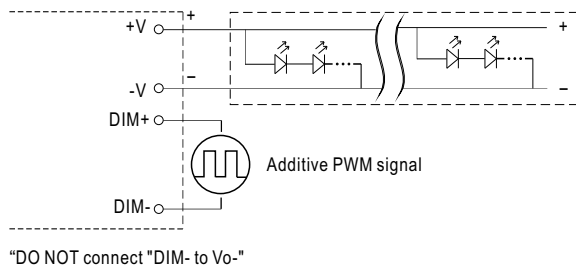 +V
+
+
-V
–
–
DIM+
Additive PWM signal
DIM-
“DO NOT connect "DIM- to Vo-"